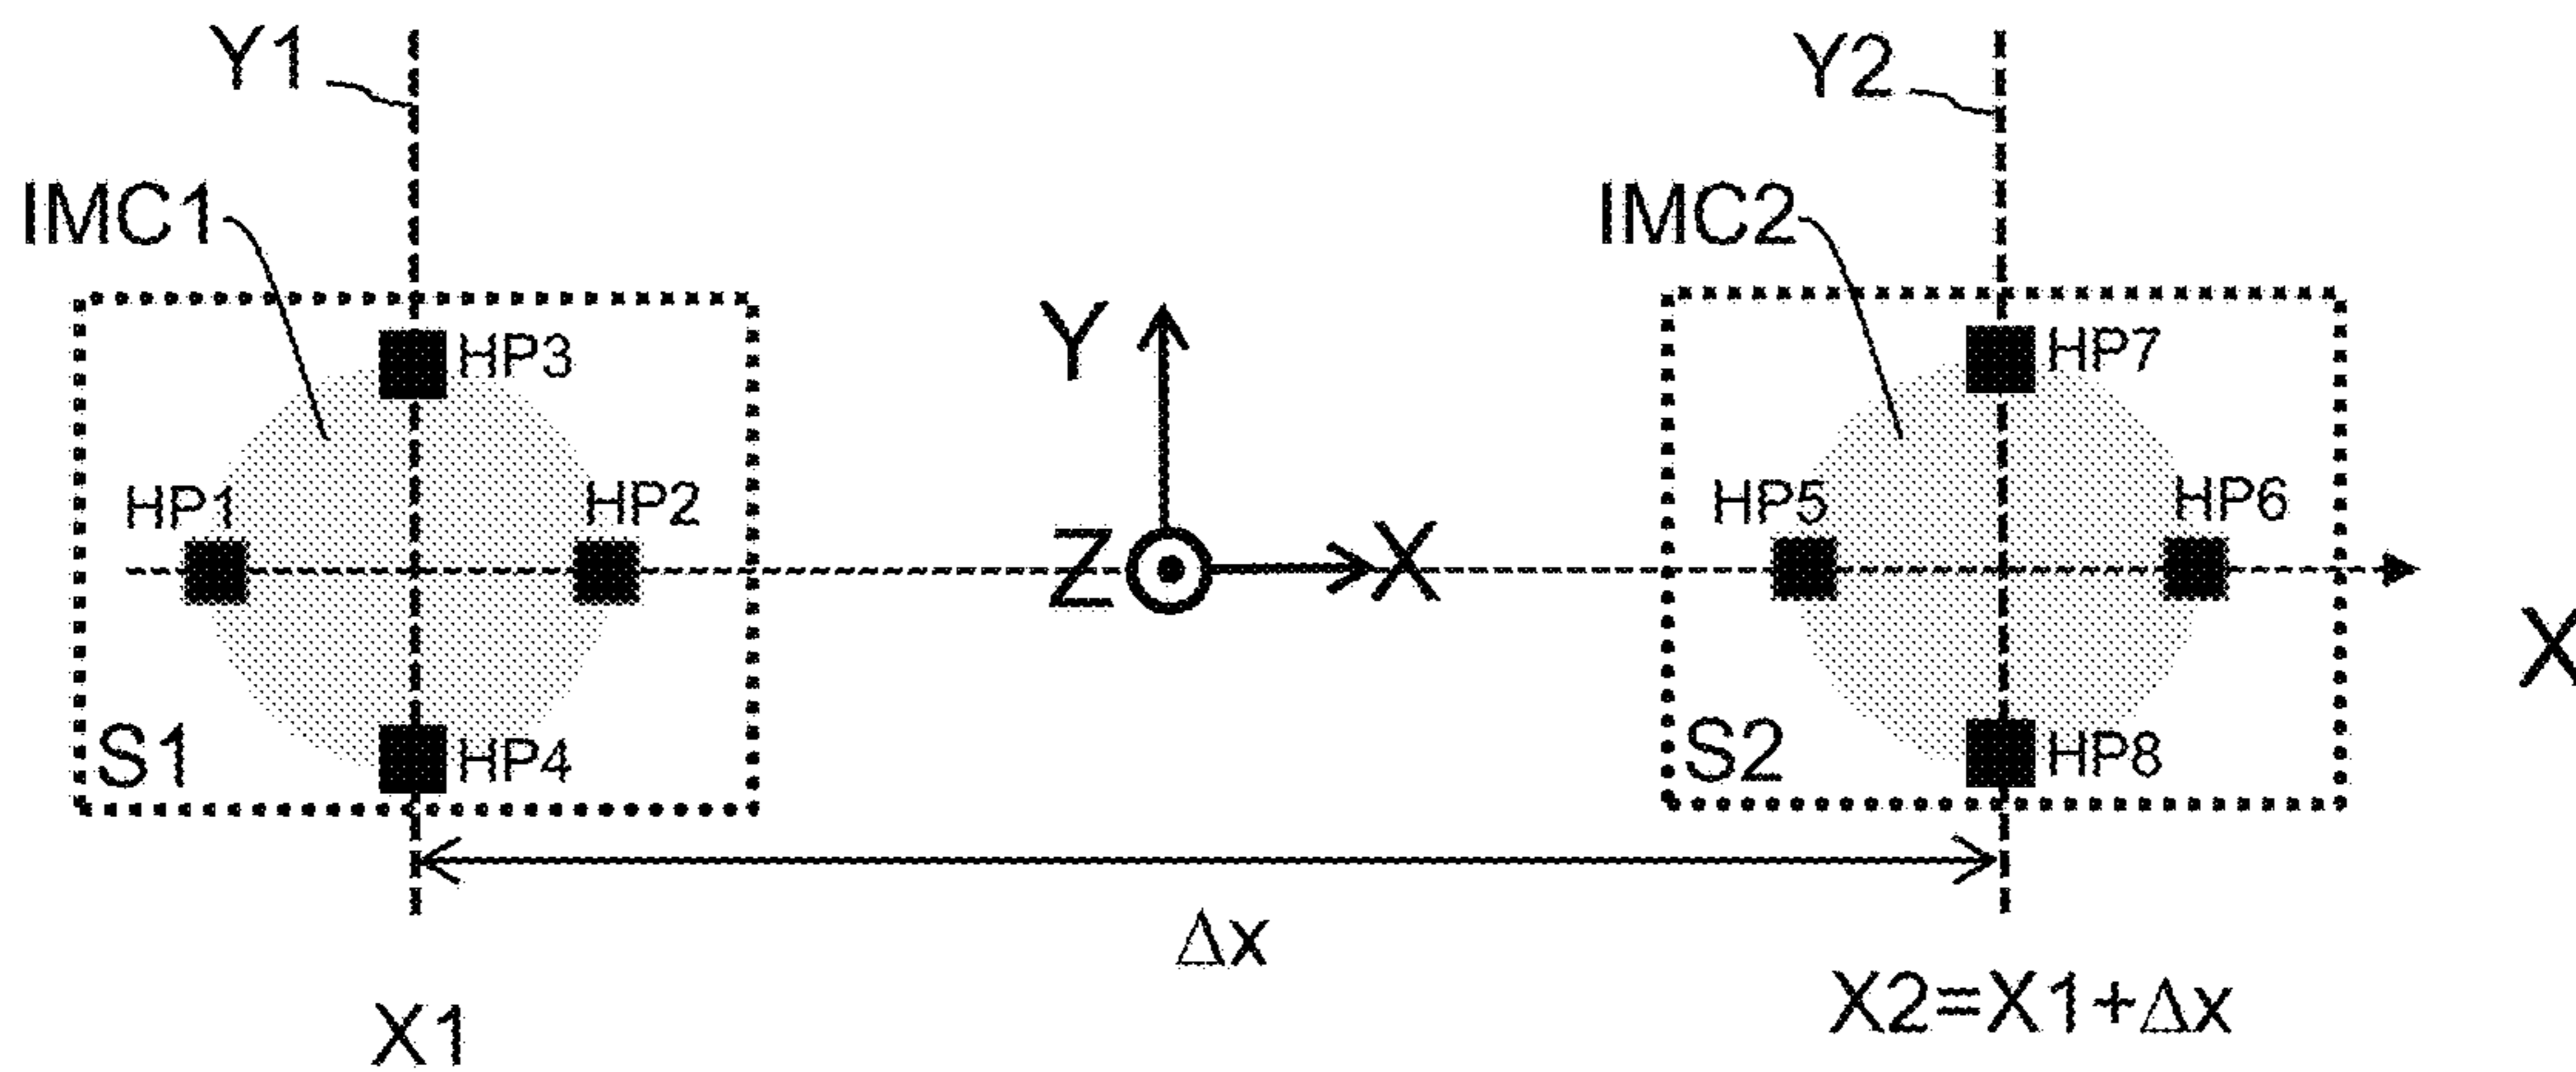 Y1
Y2
IMC1
IMC2
HP3
HP7
Y
HP1
HP2
HP5
HP6
Z
X
X
S1
HP4
S2
HP8
Δx
X1
X2=X1+Δx